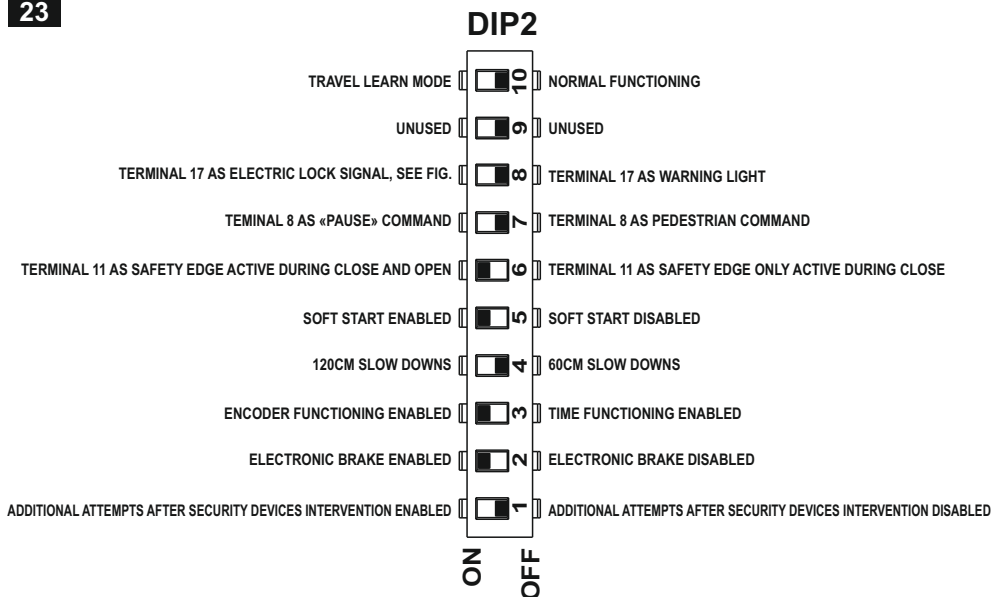 23
DIP2
TRAVEL LEARN MODE 10 NORMAL FUNCTIONING
UNUSED 9 UNUSED
TERMINAL 17 AS ELECTRIC LOCK SIGNAL, SEE FIG. 8 TERMINAL 17 AS WARNING LIGHT
TEMINAL 8 AS «PAUSE» COMMAND 7 TERMINAL 8 AS PEDESTRIAN COMMAND
TERMINAL 11 AS SAFETY EDGE ACTIVE DURING CLOSE AND OPEN 6 TERMINAL 11 AS SAFETY EDGE ONLY ACTIVE DURING CLOSE
SOFT START ENABLED 5 SOFT START DISABLED
120CM SLOW DOWNS 4 60CM SLOW DOWNS
ENCODER FUNCTIONING ENABLED 3 TIME FUNCTIONING ENABLED
ELECTRONIC BRAKE ENABLED 2 ELECTRONIC BRAKE DISABLED
ADDITIONAL ATTEMPTS AFTER SECURITY DEVICES INTERVENTION ENABLED 1 ADDITIONAL ATTEMPTS AFTER SECURITY DEVICES INTERVENTION DISABLED
ON OFF